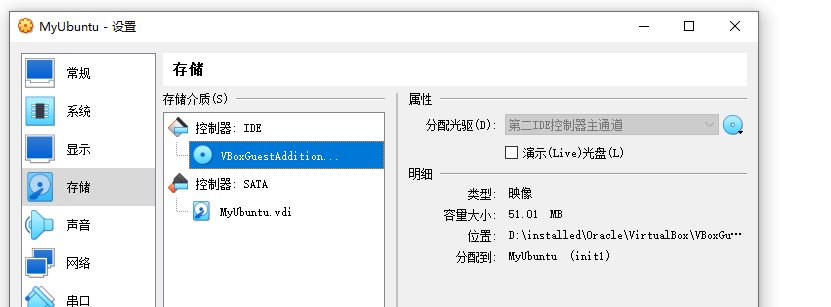 MyUbuntu - 设置
常规
系统
显示
存储
声音
网络
串口
存储
存储介质(S)
控制器: IDE
VBoxGuestAddition...
控制器: SATA
MyUbuntu.vdi
属性
分配光驱(D): 第二IDE控制器主通道
演示(Live)光盘(L)
明细
类型: 映像
容量大小: 51.01 MB
位置: D:\installed\Oracle\VirtualBox\VBoxGu…
分配到: MyUbuntu (init1)